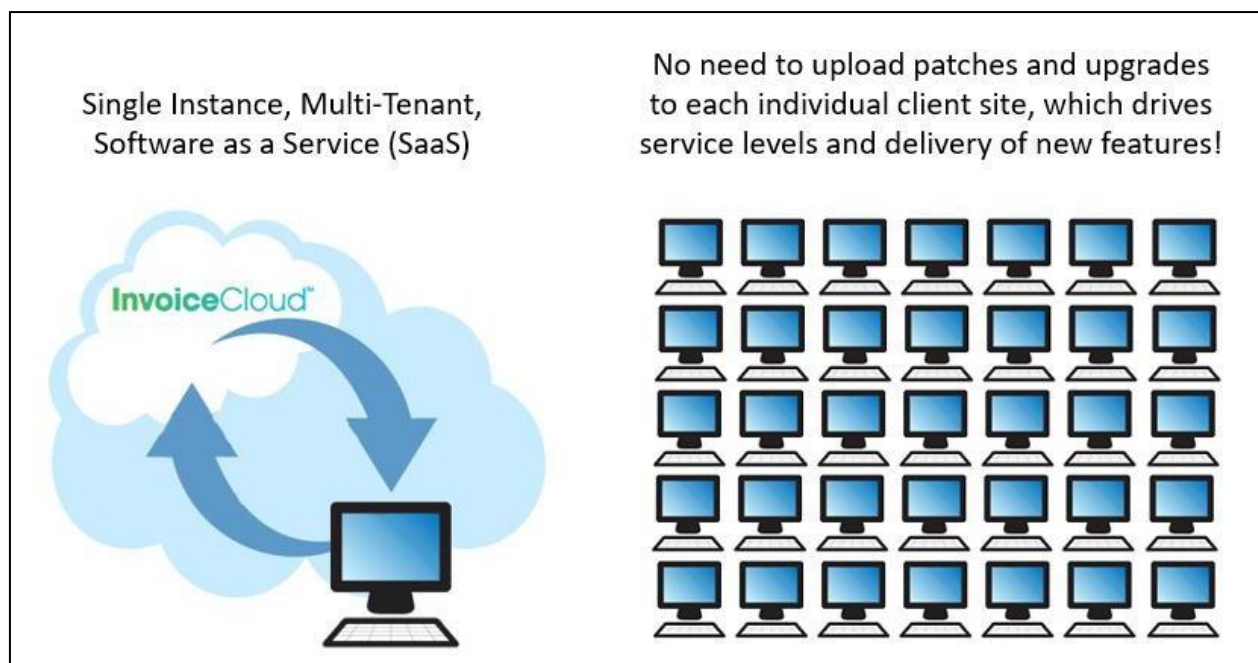 Single Instance, Multi-Tenant,
Software as a Service (SaaS)
InvoiceCloud™
No need to upload patches and upgrades
to each individual client site, which drives
service levels and delivery of new features!